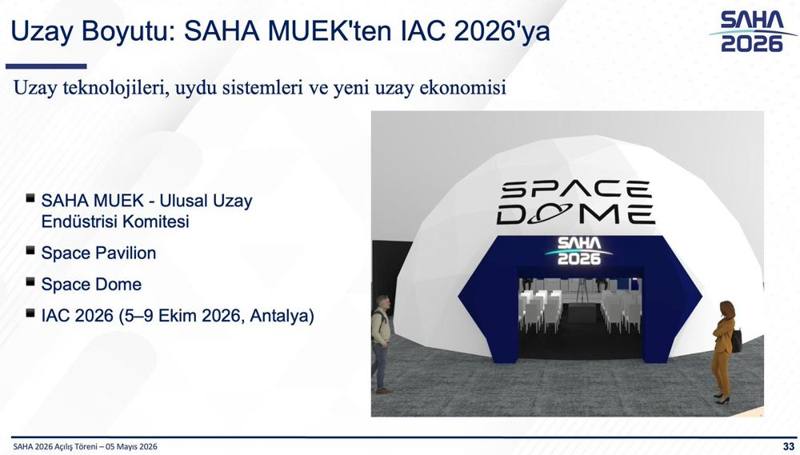 Uzay Boyutu: SAHA MUEK'ten IAC 2026'ya
SAHA
2026
Uzay teknolojileri, uydu sistemleri ve yeni uzay ekonomisi
SAHA MUEK - Ulusal Uzay
Endüstrisi Komitesi
Space Pavilion
Space Dome
IAC 2026 (5–9 Ekim 2026, Antalya)
SPACE
DOME
SAHA
2026
SAHA 2026 Açılış Töreni – 05 Mayıs 2026
33